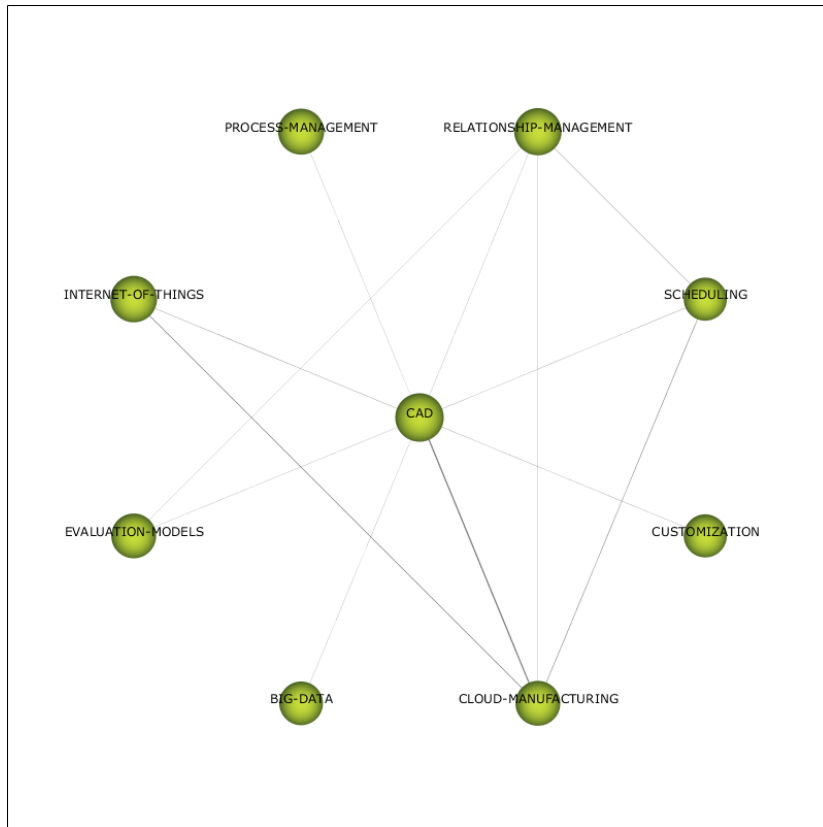 PROCESS-MANAGEMENT
RELATIONSHIP-MANAGEMENT
INTERNET-OF-THINGS
SCHEDULING
CAD
EVALUATION-MODELS
CUSTOMIZATION
BIG-DATA
CLOUD-MANUFACTURING